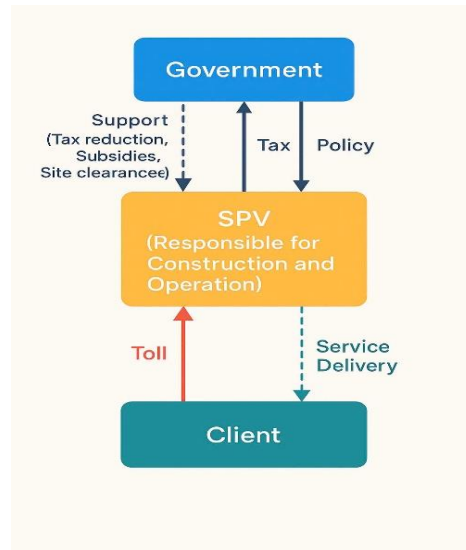 Government
Support
(Tax reduction,
Subsidies,
Site clearancee)
Tax
Policy
SPV
(Responsible for
Construction and
Operation)
Toll
Service
Delivery
Client